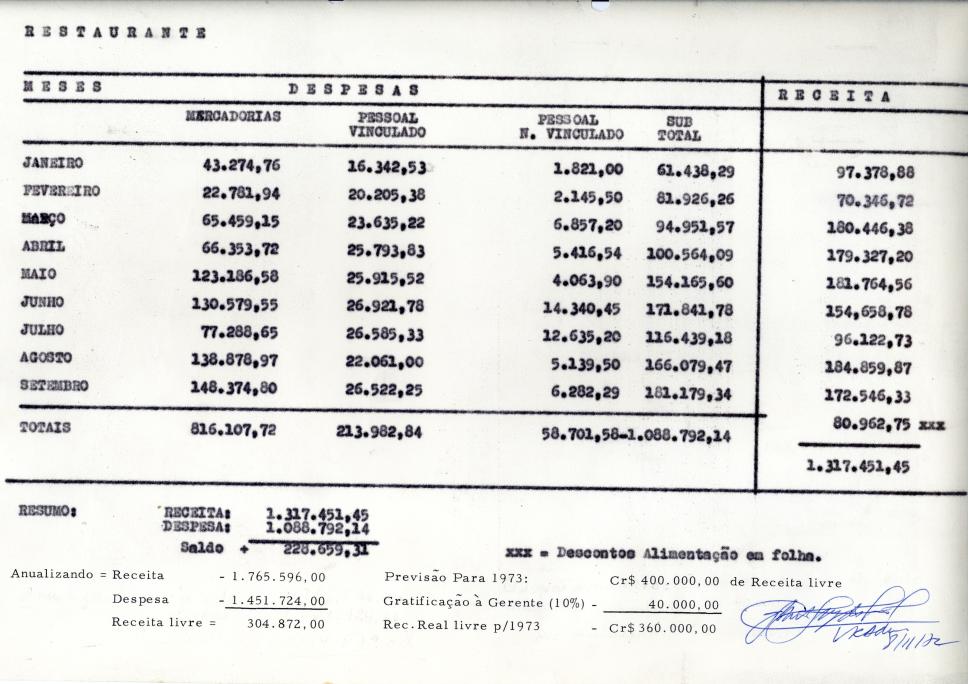 RESTAURANTE
MESES DESPESAS RECEITA
MERCADORIAS PESSOAL VINCULADO PESSOAL N. VINCULADO SUB TOTAL
JANEIRO 43.274,76 16.342,53 1.821,00 61.438,29 97.378,88
FEVEREIRO 22.781,94 20.205,38 2.145,50 81.926,26 70.346,72
MARÇO 65.459,15 23.635,22 6.857,20 94.951,57 180.446,38
ABRIL 66.353,72 25.793,83 5.416,54 100.564,09 179.327,20
MAIO 123.186,58 25.915,52 4.063,90 154.165,60 181.764,56
JUNHO 130.579,55 26.921,78 14.340,45 171.841,78 154,658,78
JULHO 77.288,65 26.585,33 12.635,20 116.439,18 96.122,73
AGOSTO 138.878,97 22.061,00 5.139,50 166.079,47 184.859,87
SETEMBRO 148.374,80 26.522,25 6.282,29 181.179,34 172.546,33
80.962,75 xxx
TOTAIS 816.107,72 213.982,84 58.701,58-1.088.792,14
1.317.451,45
RESUMO: RECEITA: 1.317.451,45
DESPESA: 1.088.792,14
Saldo + 228.659,31 xxx = Descontos Alimentação em folha.
Anualizando = Receita - 1.765.596,00 Previsão Para 1973: Cr$ 400.000,00 de Receita livre
Despesa - 1.451.724,00 Gratificação à Gerente (10%) - 40.000,00
Receita livre = 304.872,00 Rec.Real livre p/1973 - Cr$ 360.000,00